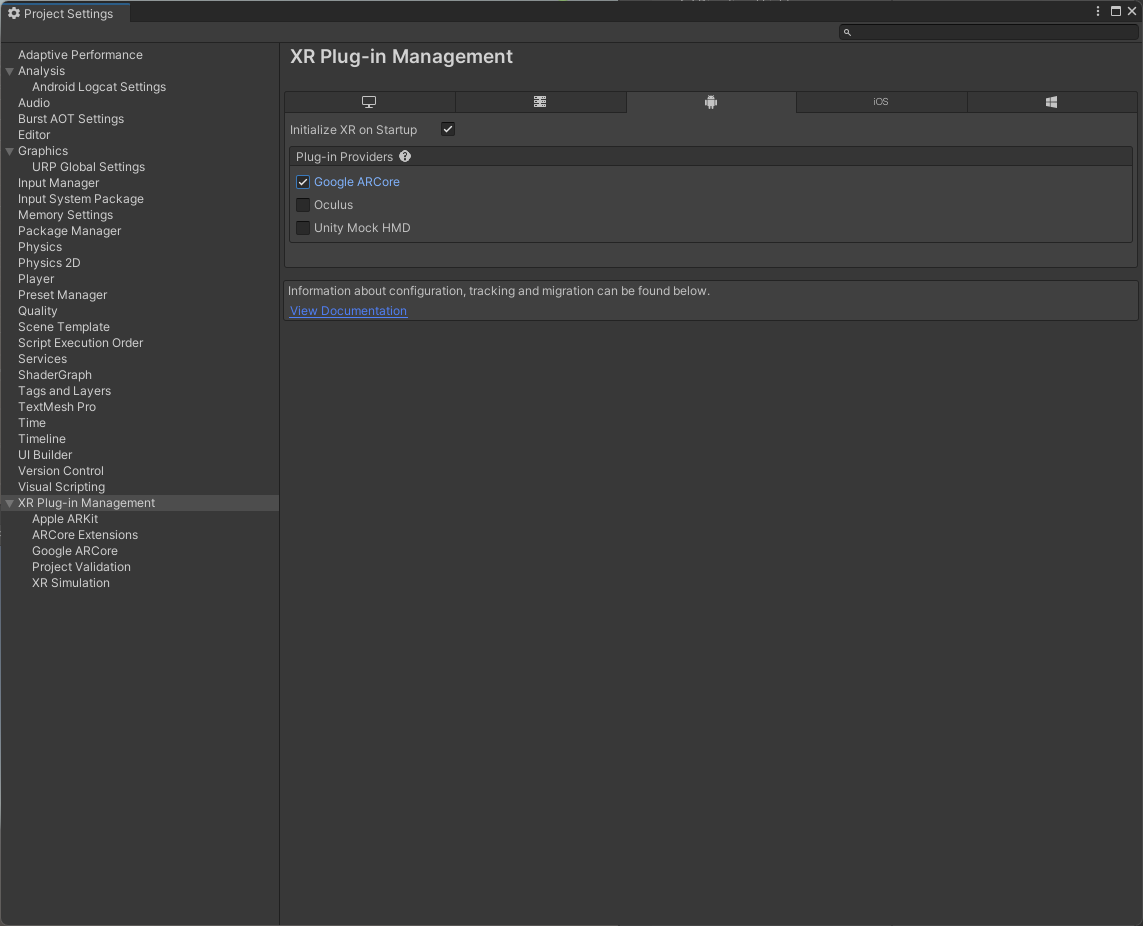 Project Settings
Adaptive Performance
Analysis
Android Logcat Settings
Audio
Burst AOT Settings
Editor
Graphics
URP Global Settings
Input Manager
Input System Package
Memory Settings
Package Manager
Physics
Physics 2D
Player
Preset Manager
Quality
Scene Template
Script Execution Order
Services
ShaderGraph
Tags and Layers
TextMesh Pro
Time
Timeline
UI Builder
Version Control
Visual Scripting
XR Plug-in Management
Apple ARKit
ARCore Extensions
Google ARCore
Project Validation
XR Simulation
XR Plug-in Management
iOS
Initialize XR on Startup
Plug-in Providers ?
Google ARCore
Oculus
Unity Mock HMD
Information about configuration, tracking and migration can be found below.
View Documentation